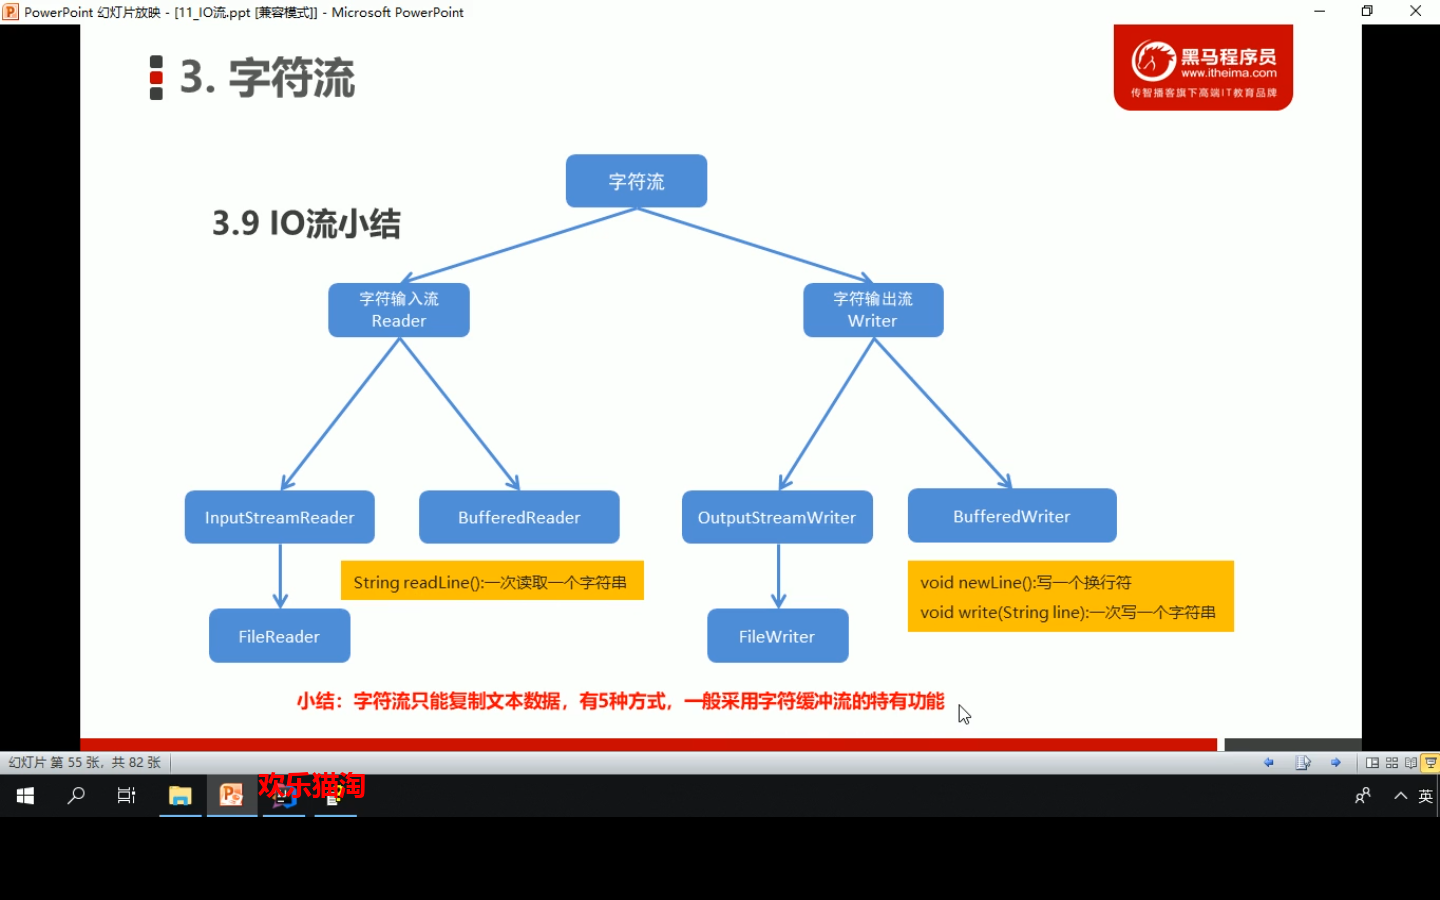 PowerPoint 幻灯片放映 - [11_IO流.ppt [兼容模式]] - Microsoft PowerPoint
3. 字符流
黑马程序员
www.itheima.com
传智播客旗下高端IT教育品牌
字符流
3.9 IO流小结
字符输入流
Reader
字符输出流
Writer
InputStreamReader
BufferedReader
OutputStreamWriter
BufferedWriter
String readLine():一次读取一个字符串
void newLine():写一个换行符
void write(String line):一次写一个字符串
FileReader
FileWriter
小结：字符流只能复制文本数据，有5种方式，一般采用字符缓冲流的特有功能
幻灯片 第 55 张，共 82 张
欢乐猫淘
英